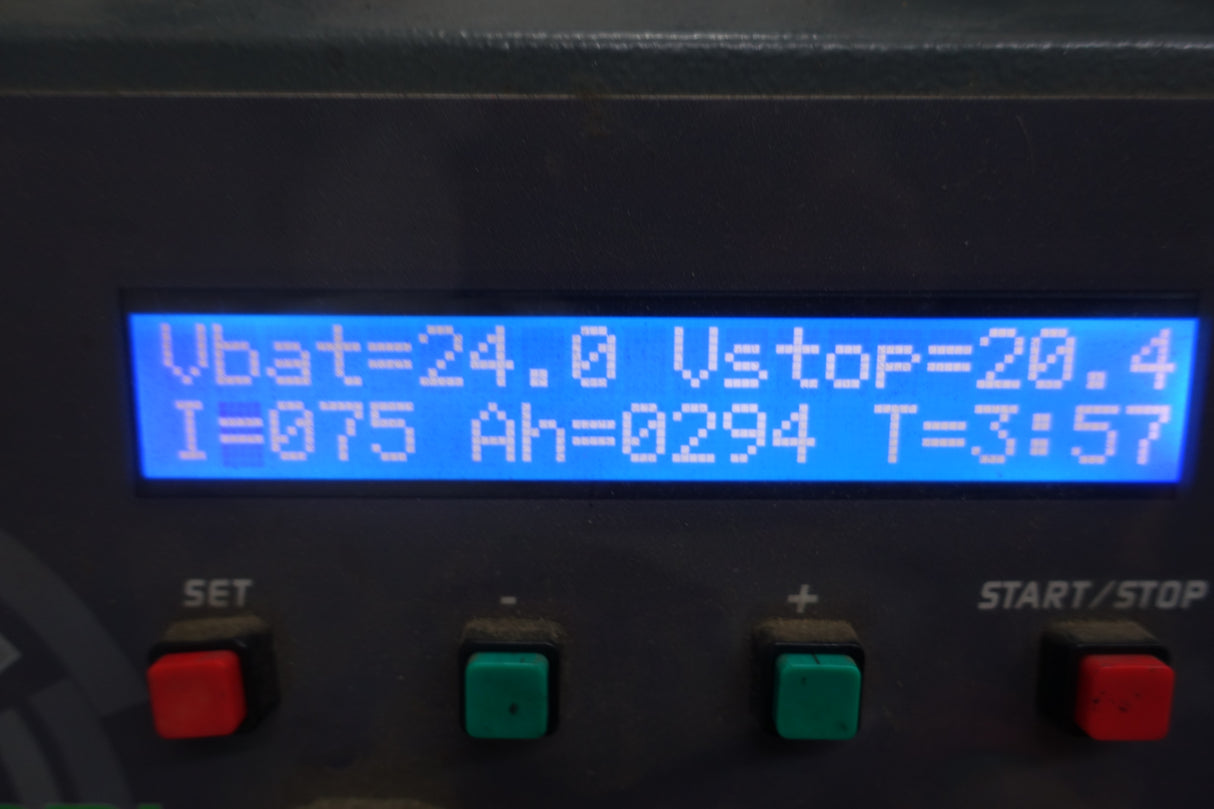 Vbat=24.0 Vstop=20.4
I=075 Ah=0294 T=3:57
SET - + START/STOP